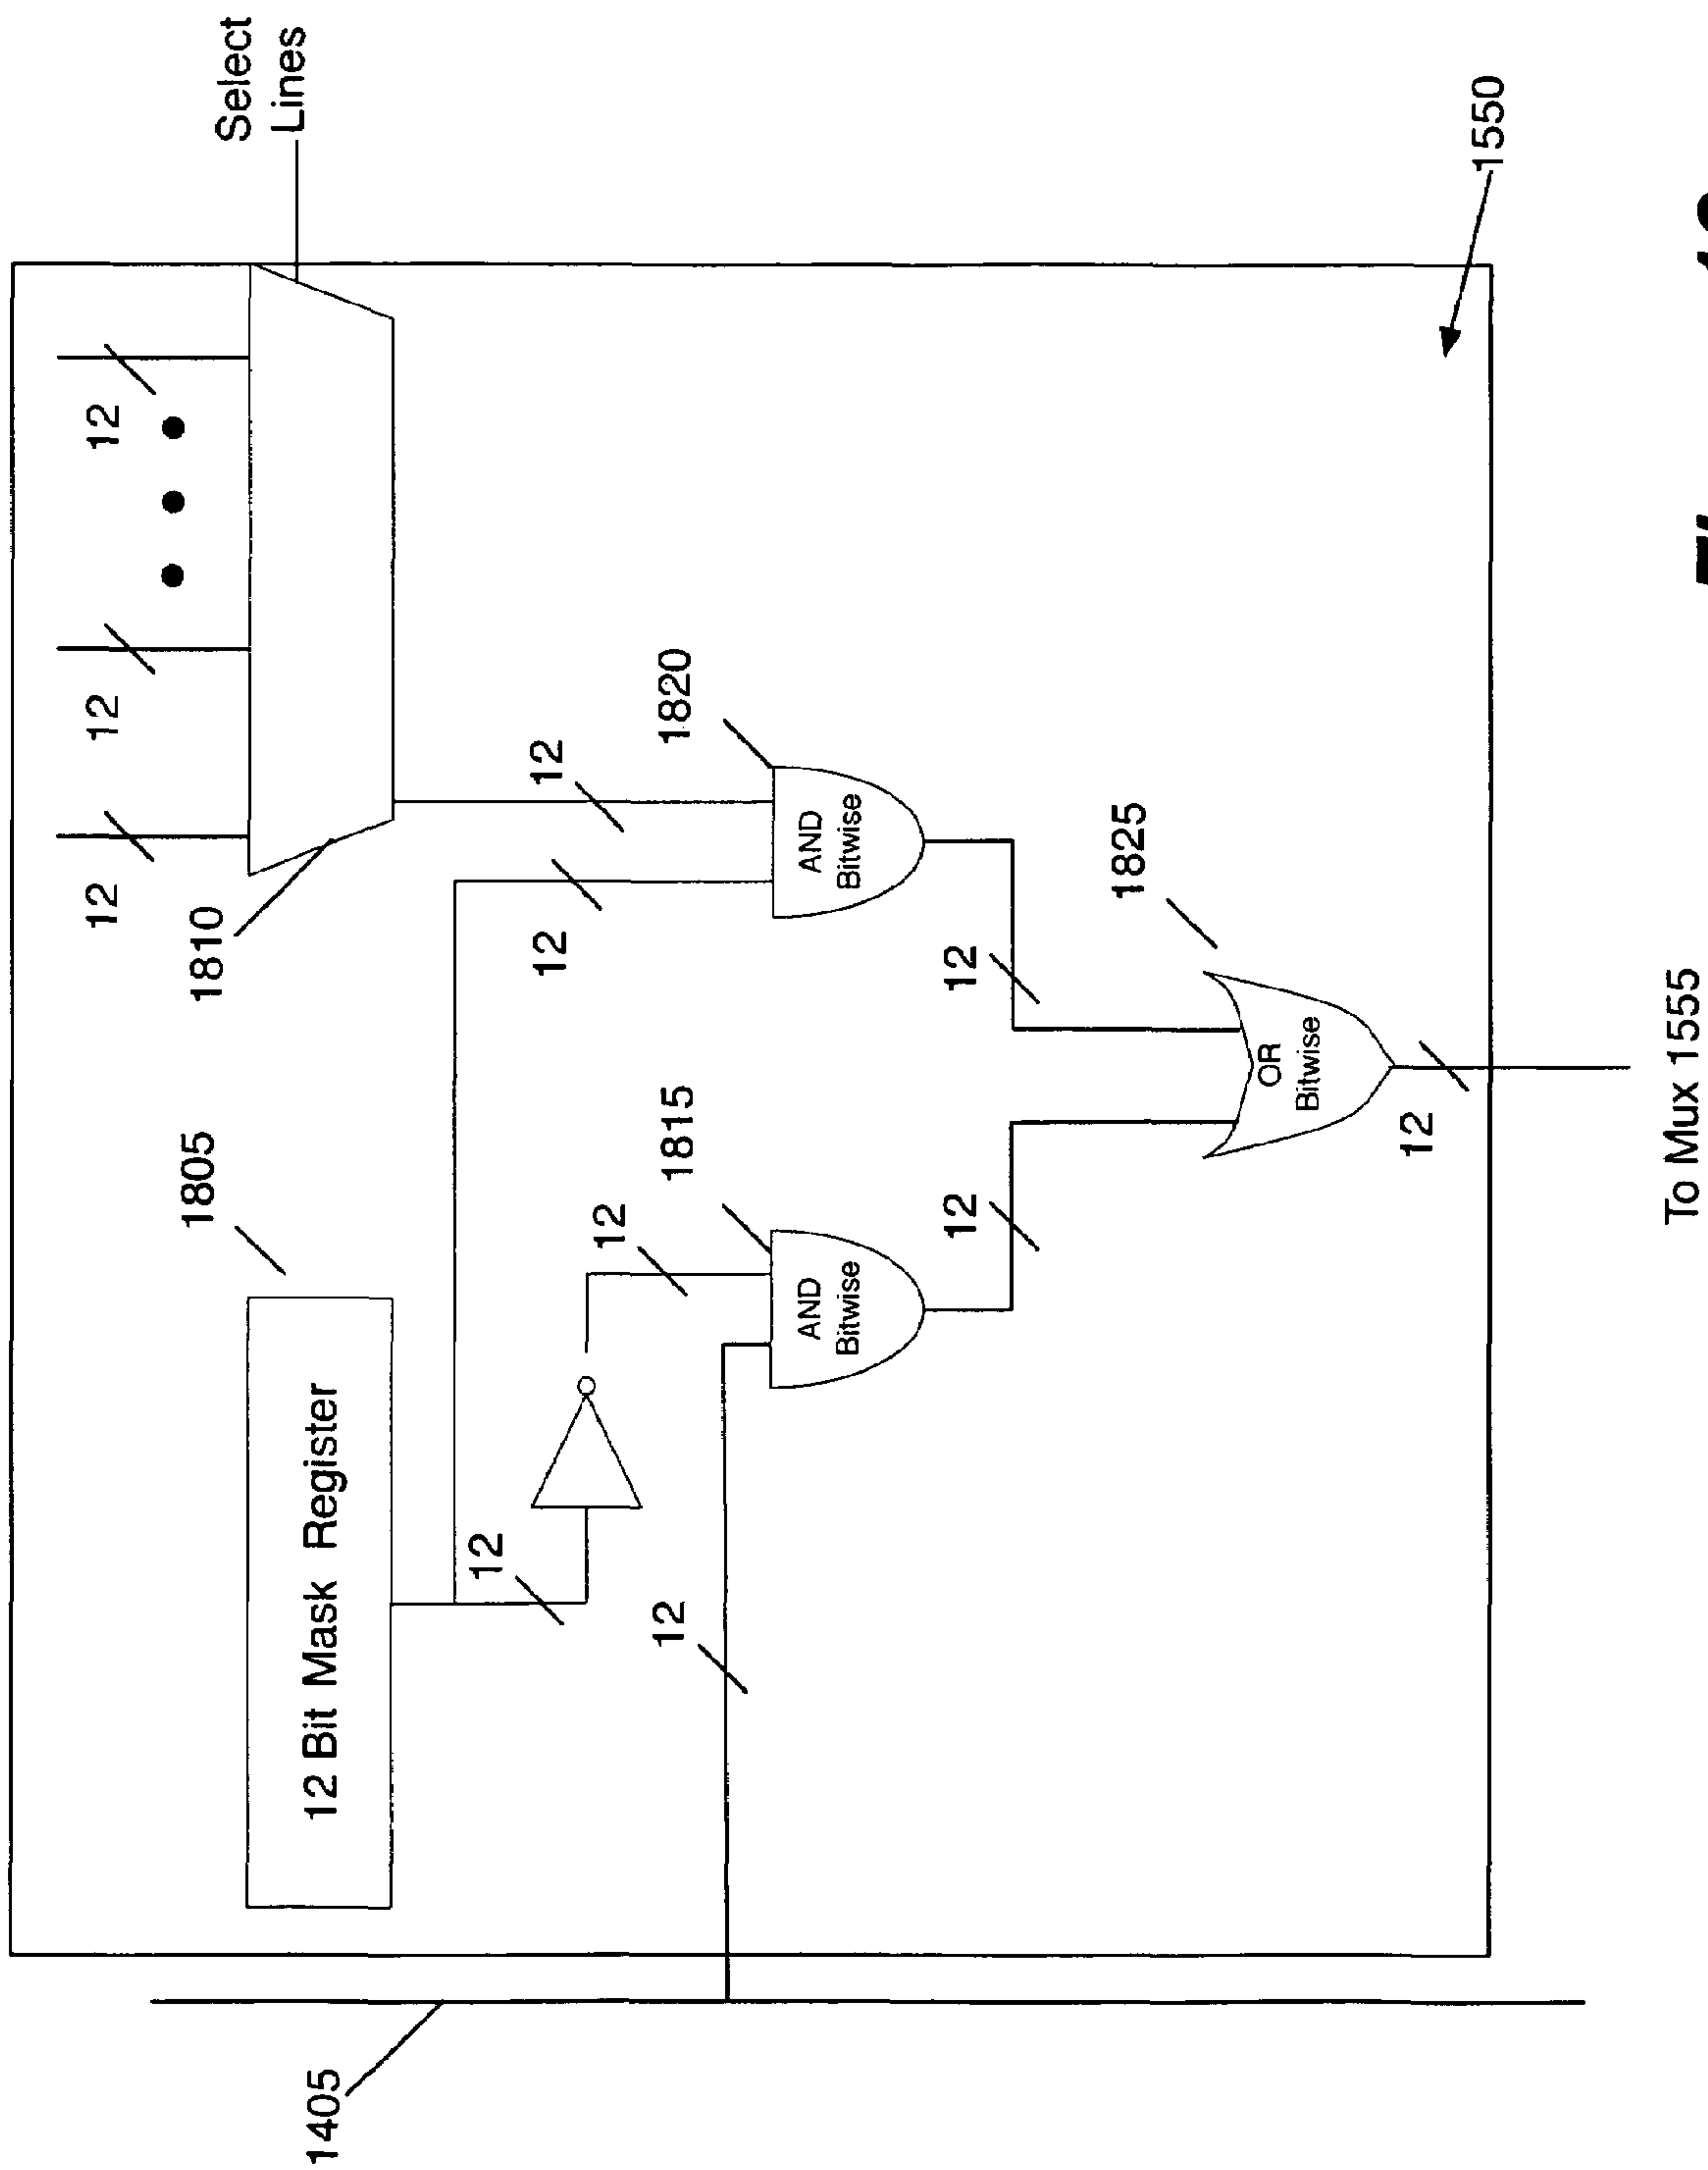 12
12
12
1805
1810
Select
Lines
12 Bit Mask Register
1405
12
12
12
12
12
1815
1820
AND
Bitwise
AND
Bitwise
12
12
1825
OR
Bitwise
12
1550
To Mux 1555